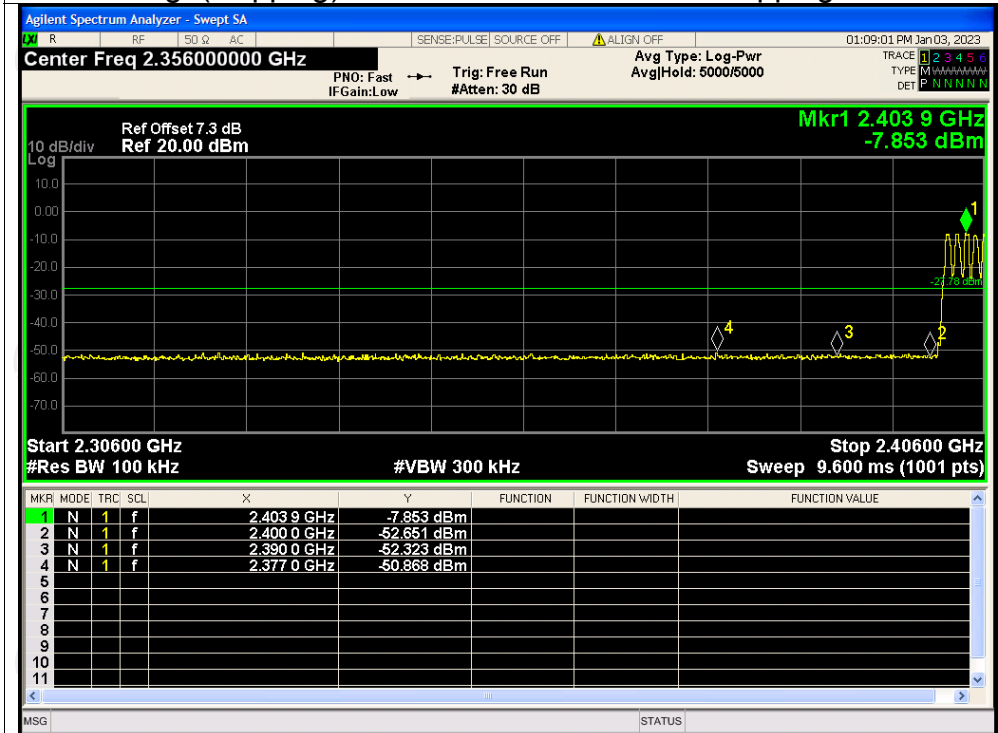 Agilent Spectrum Analyzer - Swept SA
LXI R RF 50 Ω AC SENSE:PULSE SOURCE OFF ALIGN OFF 01:09:01 PM Jan 03, 2023
Center Freq 2.356000000 GHz
PNO: Fast
IFGain:Low
Trig: Free Run
#Atten: 30 dB
Avg Type: Log-Pwr
Avg|Hold: 5000/5000
TRACE 1 2 3 4 5 6
TYPE M
DET P N N N N N
Mkr1 2.403 9 GHz
-7.853 dBm
Ref Offset 7.3 dB
10 dB/div Ref 20.00 dBm
Log
10.0
0.00
-10.0
-20.0
-30.0
-40.0
-50.0
-60.0
-70.0
1
-27.78 dBm
4
3
2
Start 2.30600 GHz Stop 2.40600 GHz
#Res BW 100 kHz #VBW 300 kHz Sweep 9.600 ms (1001 pts)
MKR MODE TRC SCL X Y FUNCTION FUNCTION WIDTH FUNCTION VALUE
1 N 1 f 2.403 9 GHz -7.853 dBm
2 N 1 f 2.400 0 GHz -52.651 dBm
3 N 1 f 2.390 0 GHz -52.323 dBm
4 N 1 f 2.377 0 GHz -50.868 dBm
5
6
7
8
9
10
11
MSG STATUS